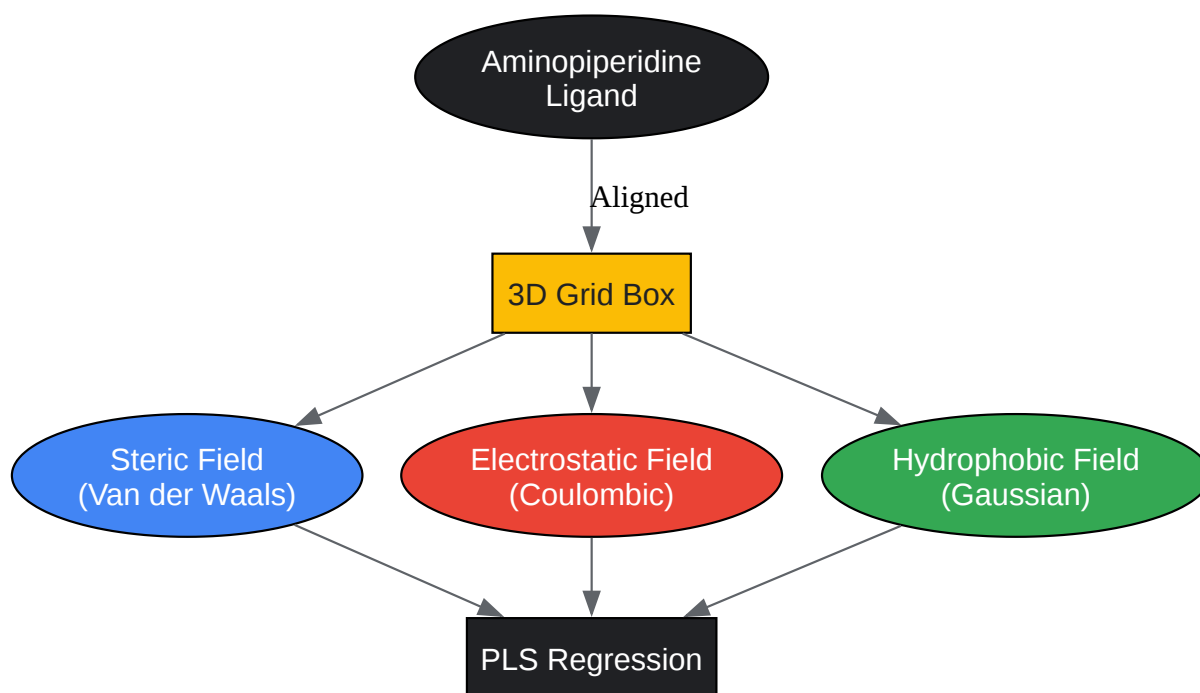 Aminopiperidine
Ligand
Aligned
3D Grid Box
Steric Field
(Van der Waals)
Electrostatic Field
(Coulombic)
Hydrophobic Field
(Gaussian)
PLS Regression